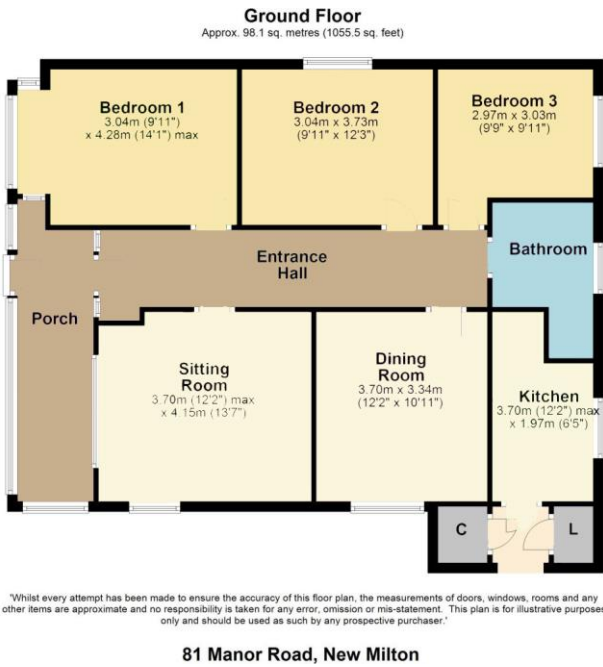 Ground Floor
Approx. 98.1 sq. metres (1055.5 sq. feet)
Bedroom 1
3.04m (9'11")
x 4.28m (14'1") max
Bedroom 2
3.04m x 3.73m
(9'11" x 12'3")
Bedroom 3
2.97m x 3.03m
(9'9" x 9'11")
Bathroom
Entrance
Hall
Porch
Sitting
Room
3.70m (12'2") max
x 4.15m (13'7")
Dining
Room
3.70m x 3.34m
(12'2" x 10'11")
Kitchen
3.70m (12'2") max
x 1.97m (6'5")
C
L
'Whilst every attempt has been made to ensure the accuracy of this floor plan, the measurements of doors, windows, rooms and any
other items are approximate and no responsibility is taken for any error, omission or mis-statement. This plan is for illustrative purposes
only and should be used as such by any prospective purchaser.'
81 Manor Road, New Milton